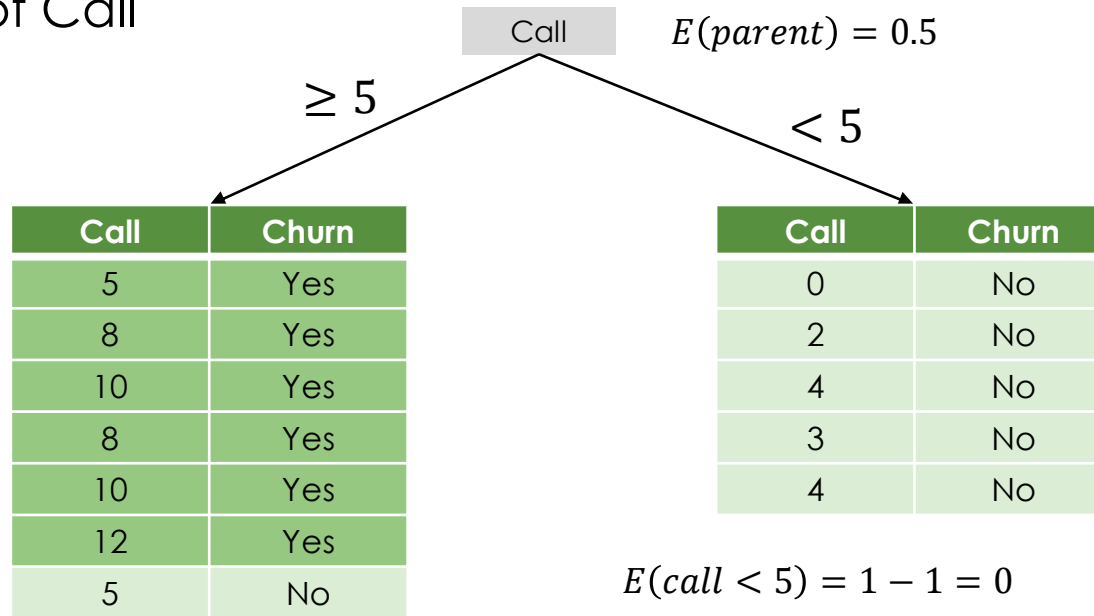 of Call
Call
E(parent) = 0.5
≥ 5
< 5
Call Churn
5 Yes
8 Yes
10 Yes
8 Yes
10 Yes
12 Yes
5 No
Call Churn
0 No
2 No
4 No
3 No
4 No
E(call < 5) = 1 − 1 = 0